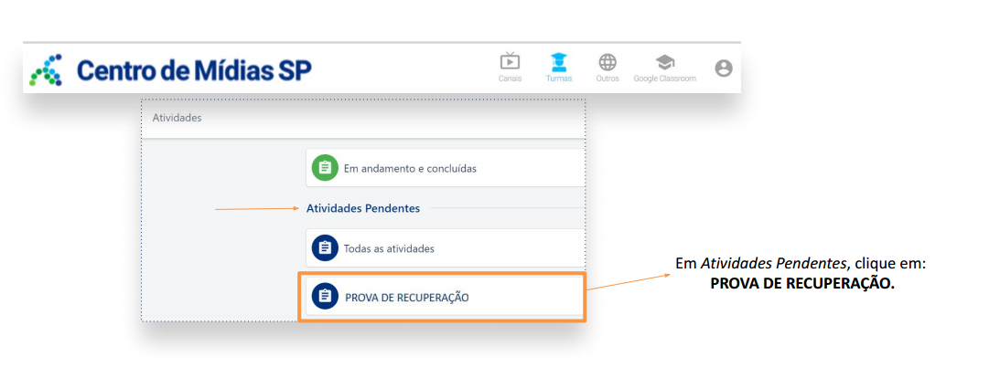 Centro de Mídias SP
Canais
Turmas
Outros
Google Classroom
Atividades
Em andamento e concluídas
Atividades Pendentes
Todas as atividades
PROVA DE RECUPERAÇÃO
Em Atividades Pendentes, clique em:
PROVA DE RECUPERAÇÃO.